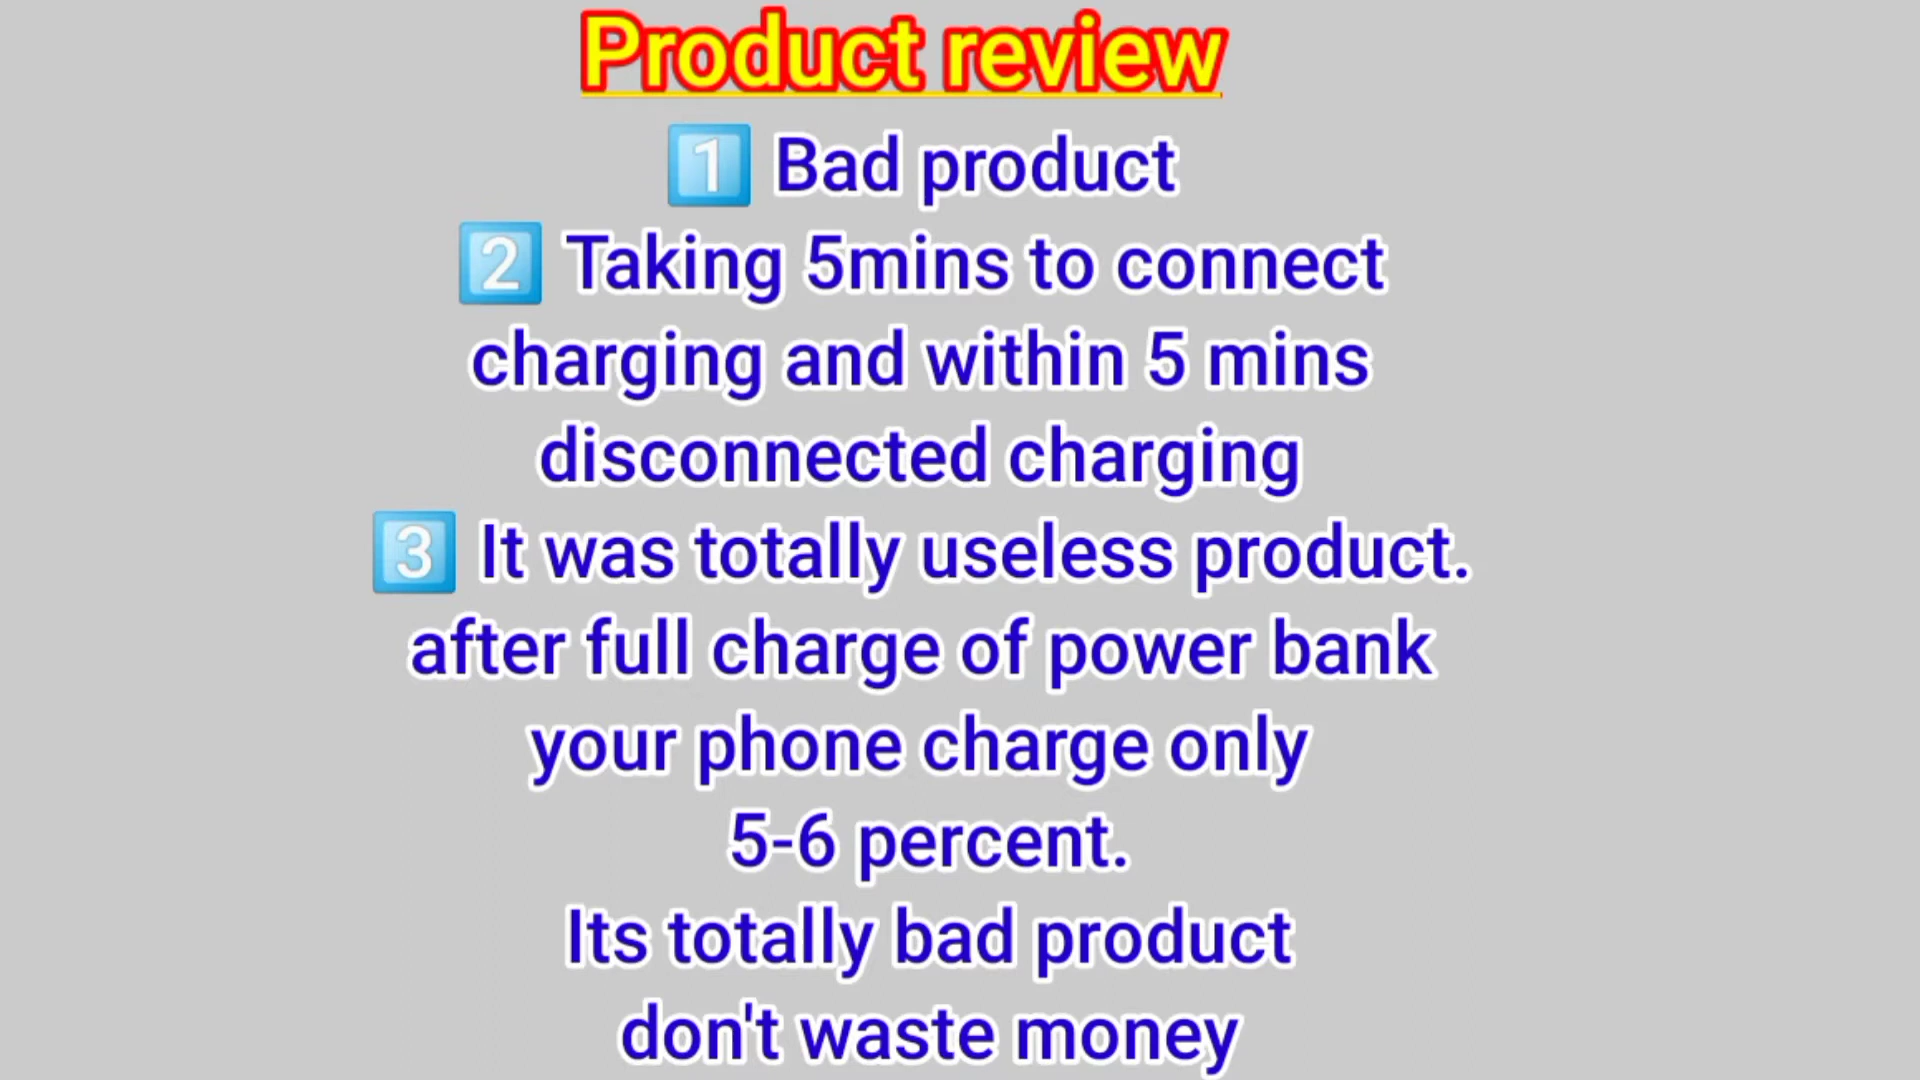 Product review
1️⃣ Bad product
2️⃣ Taking 5mins to connect
charging and within 5 mins
disconnected charging
3️⃣ It was totally useless product.
after full charge of power bank
your phone charge only
5-6 percent.
Its totally bad product
don't waste money